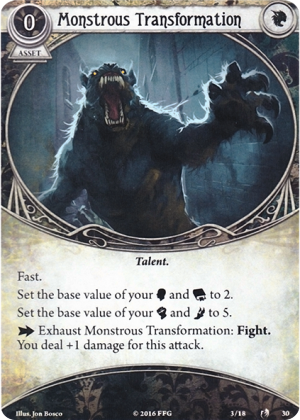 0
Monstrous Transformation
ASSET
Talent.
Fast.
Set the base value of your and to 2.
Set the base value of your and to 5.
Exhaust Monstrous Transformation: Fight.
You deal +1 damage for this attack.
Illus. Jon Bosco
© 2016 FFG
3/18
30